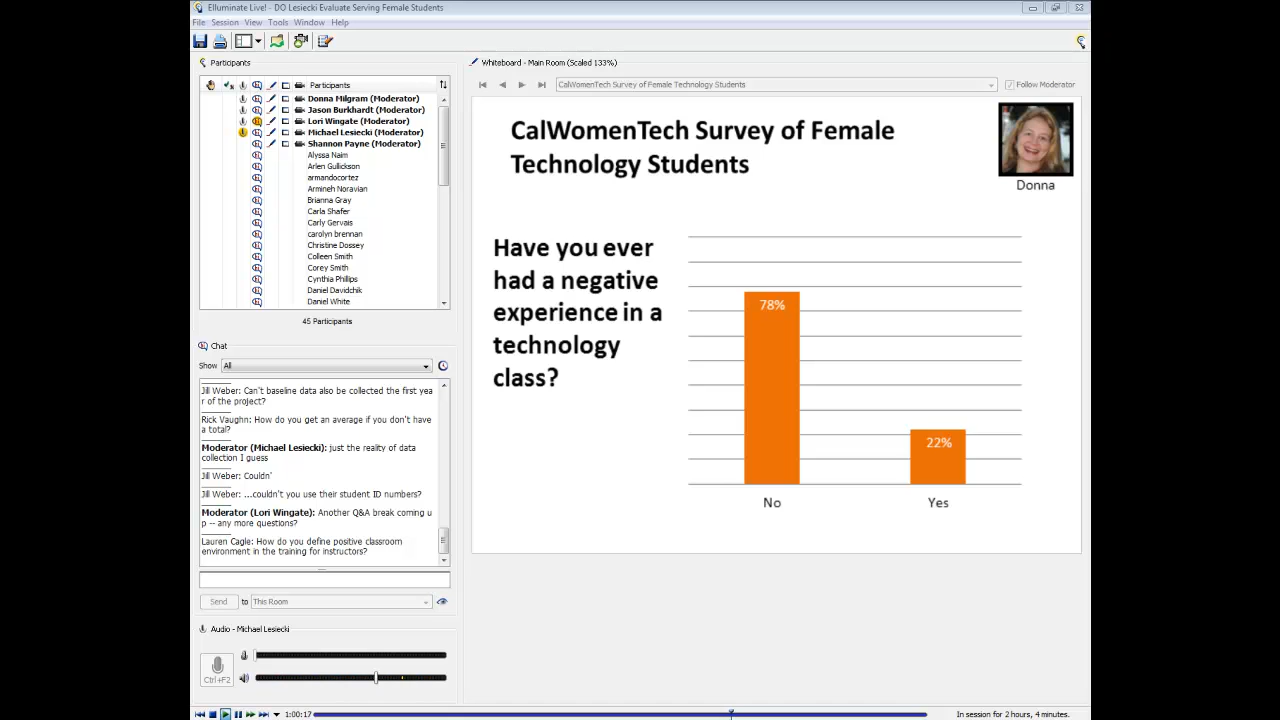 Elluminate Live! - DO Lesiecki Evaluate Serving Female Students
File Session View Tools Window Help
Participants
Participants
Donna Milgram (Moderator)
Jason Burkhardt (Moderator)
Lori Wingate (Moderator)
Michael Lesiecki (Moderator)
Shannon Payne (Moderator)
Alyssa Naim
Arlen Gullickson
armandocortez
Armineh Noravian
Brianna Gray
Carla Shafer
Carly Gervais
carolyn brennan
Christine Dossey
Colleen Smith
Corey Smith
Cynthia Phillips
Daniel Davidchik
Daniel White
45 Participants
Chat
Show All
Jill Weber: Can't baseline data also be collected the first yea
r of the project?
Rick Vaughn: How do you get an average if you don't have
a total?
Moderator (Michael Lesiecki): just the reality of data
collection I guess
Jill Weber: Couldn'
Jill Weber: ...couldn't you use their student ID numbers?
Moderator (Lori Wingate): Another Q&A break coming u
p -- any more questions?
Lauren Cagle: How do you define positive classroom
environment in the training for instructors?
Send to This Room
Audio - Michael Lesiecki
Ctrl+F2
Whiteboard - Main Room (Scaled 133%)
CalWomenTech Survey of Female Technology Students
Follow Moderator
CalWomenTech Survey of Female
Technology Students
Donna
Have you ever
had a negative
experience in a
technology
class?
78%
22%
No
Yes
1:00:17
In session for 2 hours, 4 minutes.